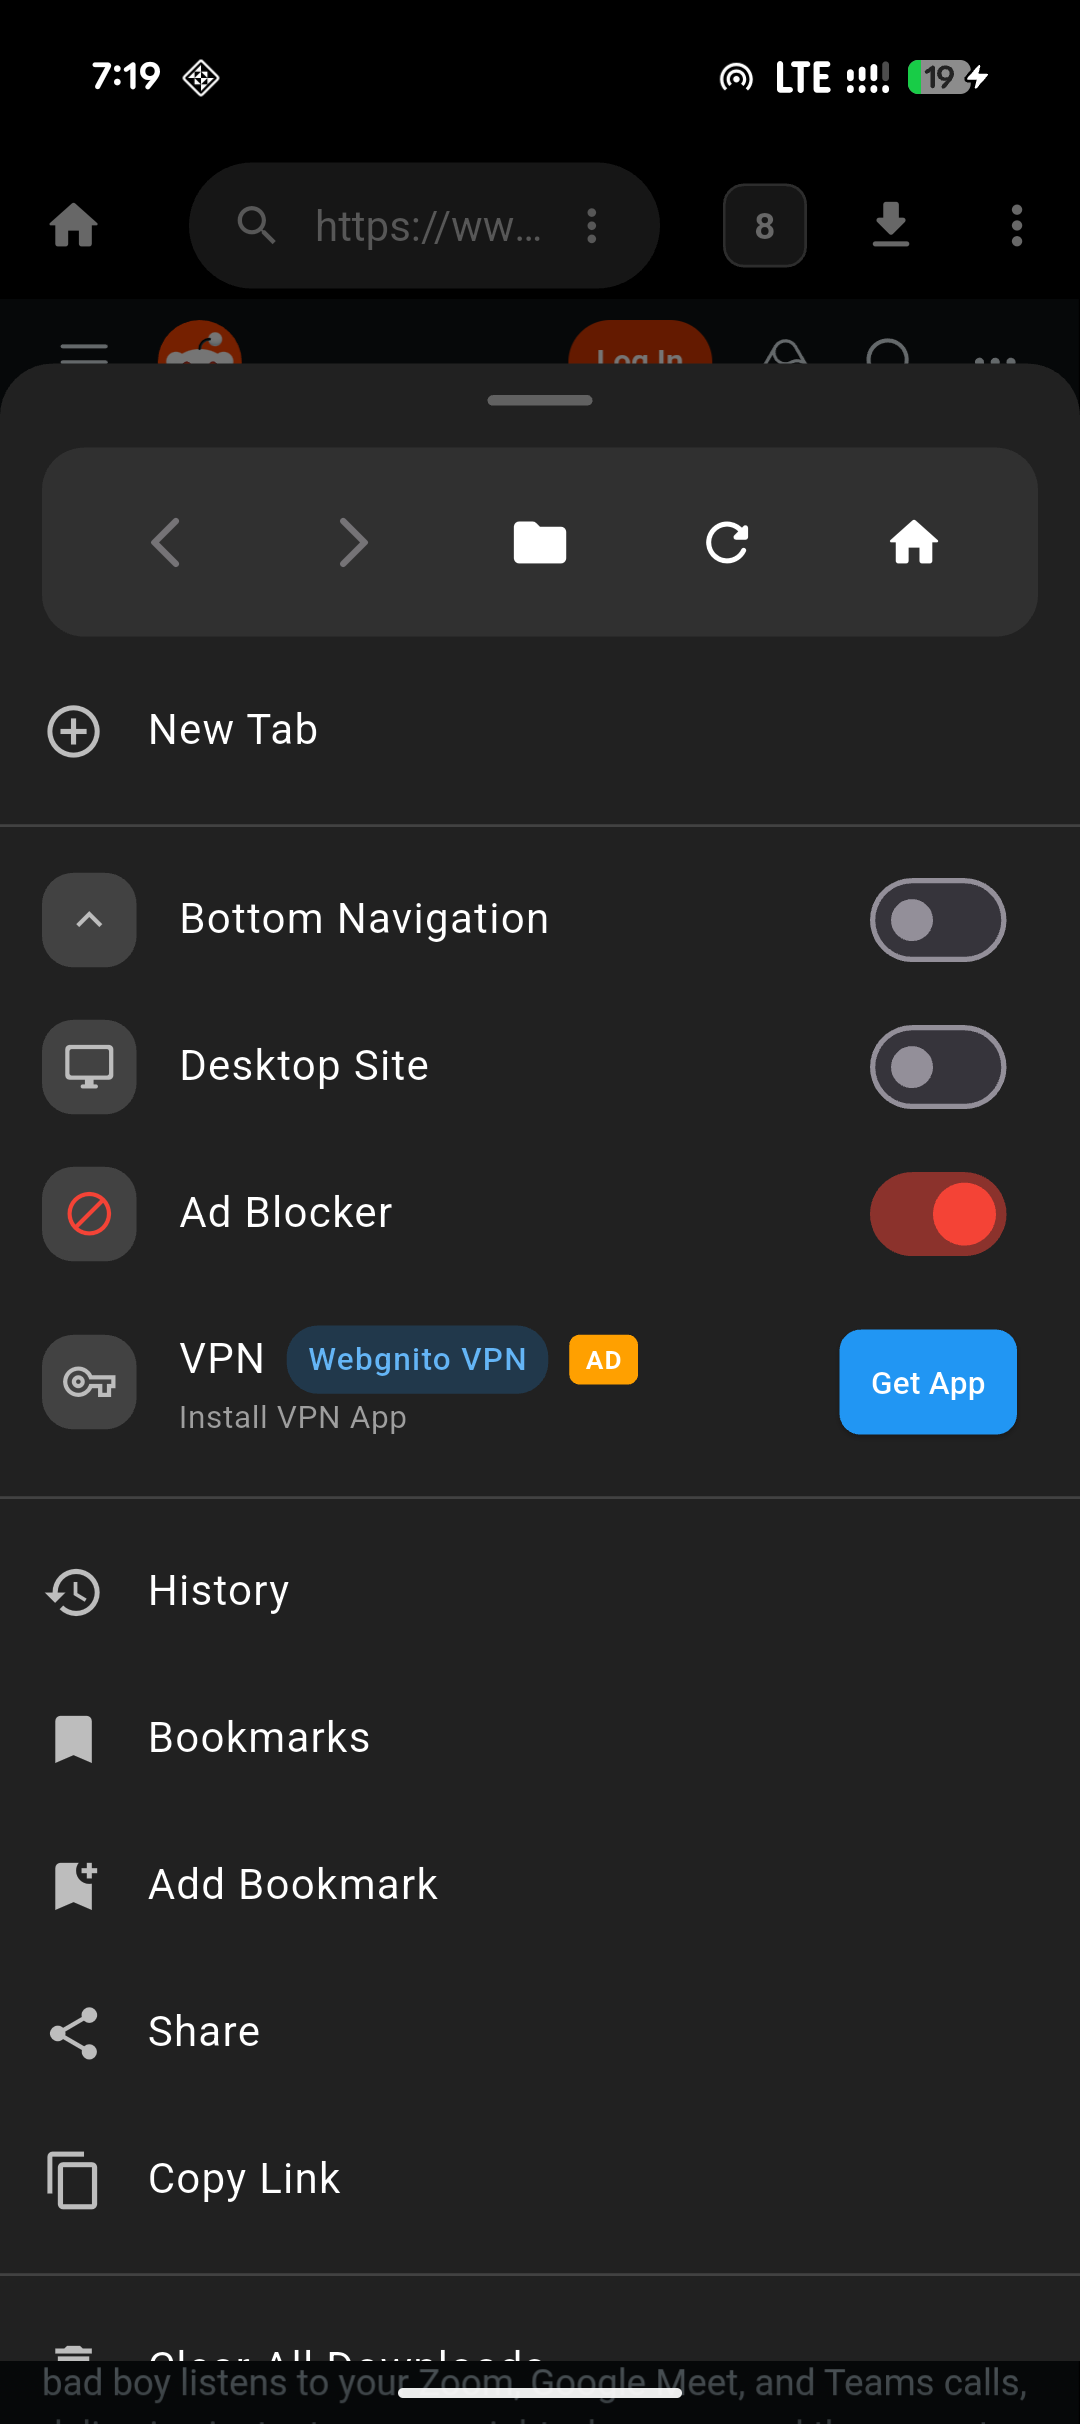 7:19 LTE 19
https://ww... 8
Log In
New Tab
Bottom Navigation
Desktop Site
Ad Blocker
VPN Webgnito VPN AD
Install VPN App
Get App
History
Bookmarks
Add Bookmark
Share
Copy Link
Clear All Downloads
bad boy listens to your Zoom, Google Meet, and Teams calls,